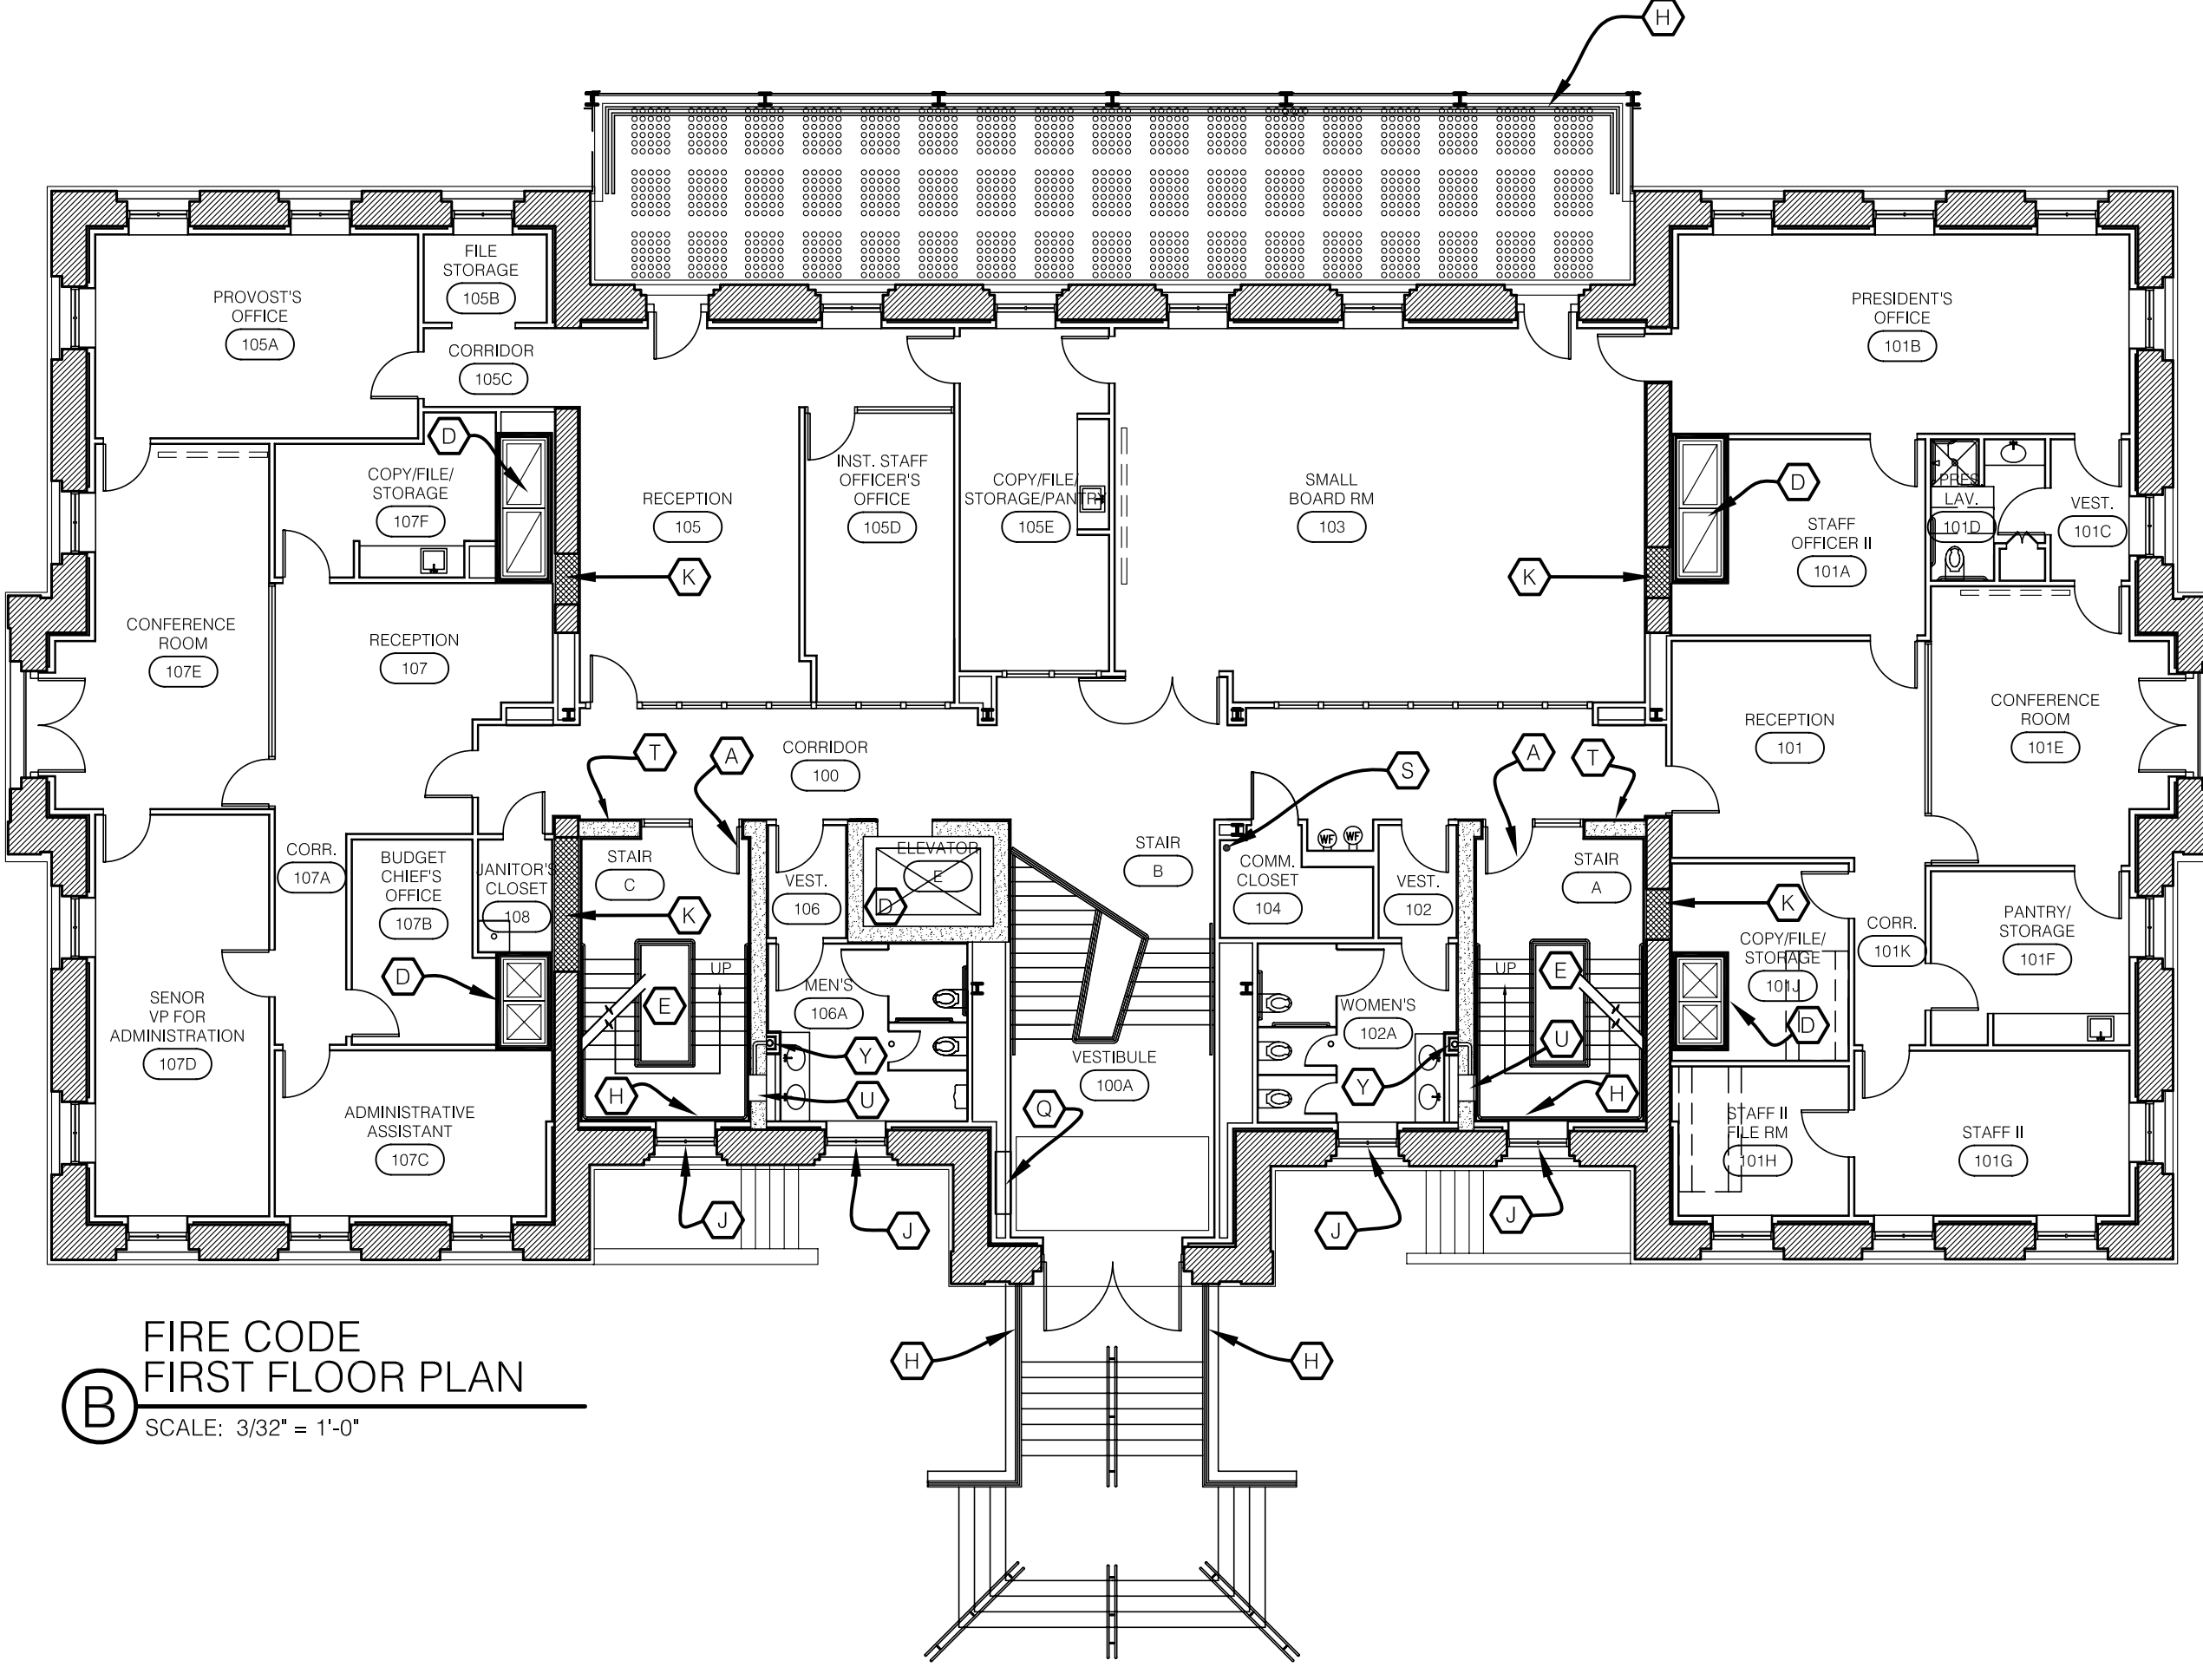 H
FILE
STORAGE
105B
PROVOST'S
OFFICE
105A
PRESIDENT'S
OFFICE
101B
CORRIDOR
105C
D
COPY/FILE/
STORAGE
107F
RECEPTION
105
INST. STAFF
OFFICER'S
OFFICE
105D
COPY/FILE/
STORAGE/PANTRY
105E
SMALL
BOARD RM
103
D
STAFF
OFFICER II
101A
PRES
LAV.
101D
VEST.
101C
K
K
CONFERENCE
ROOM
107E
RECEPTION
107
RECEPTION
101
CONFERENCE
ROOM
101E
T
A
CORRIDOR
100
S
A
T
CORR.
107A
BUDGET
CHIEF'S
OFFICE
107B
JANITOR'S
CLOSET
108
STAIR
C
K
VEST.
106
ELEVATOR
E
D
STAIR
B
COMM.
CLOSET
104
WF
WF
VEST.
102
STAIR
A
K
COPY/FILE/
STORAGE
101J
CORR.
101K
PANTRY/
STORAGE
101F
D
SENOR
VP FOR
ADMINISTRATION
107D
UP
E
MEN'S
106A
WOMEN'S
102A
UP
E
D
Y
VESTIBULE
100A
Y
U
H
U
Q
H
ADMINISTRATIVE
ASSISTANT
107C
STAFF II
FILE RM
101H
STAFF II
101G
J
J
J
J
H
H
FIRE CODE
FIRST FLOOR PLAN
B
SCALE: 3/32" = 1'-0"